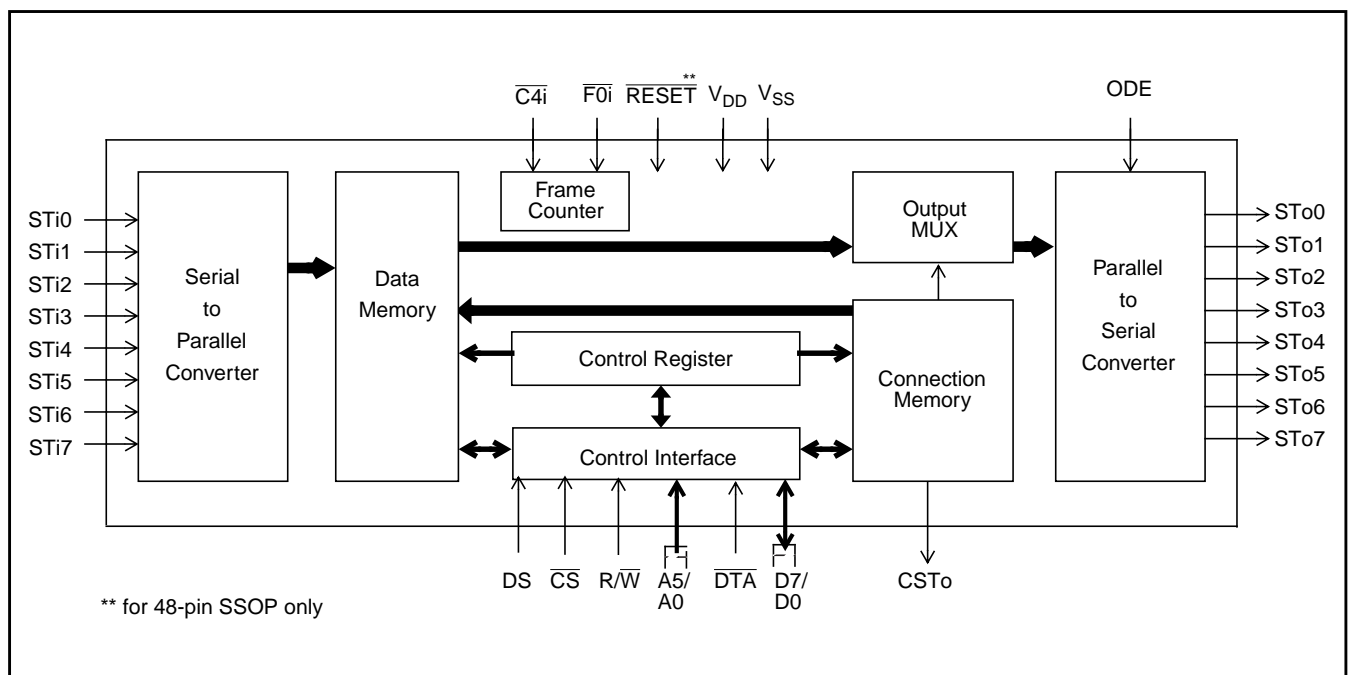 C4i F0i RESET** VDD VSS ODE
Frame
Counter
Output
MUX
STi0
STi1
STi2
STi3
STi4
STi5
STi6
STi7
Serial
to
Parallel
Converter
Data
Memory
Control Register
Control Interface
Connection
Memory
Parallel
to
Serial
Converter
STo0
STo1
STo2
STo3
STo4
STo5
STo6
STo7
DS CS R/W A5/
A0
DTA D7/
D0
CSTo
** for 48-pin SSOP only